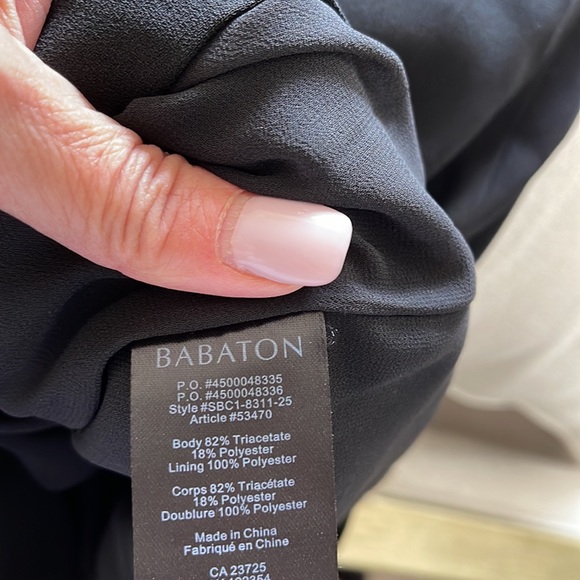 BABATON
P.O. #4500048335
P.O. #4500048336
Style #SBC1-8311-25
Article #53470
Body 82% Triacetate
18% Polyester
Lining 100% Polyester
Corps 82% Triacétate
18% Polyester
Doublure 100% Polyester
Made in China
Fabriqué en Chine
CA 23725